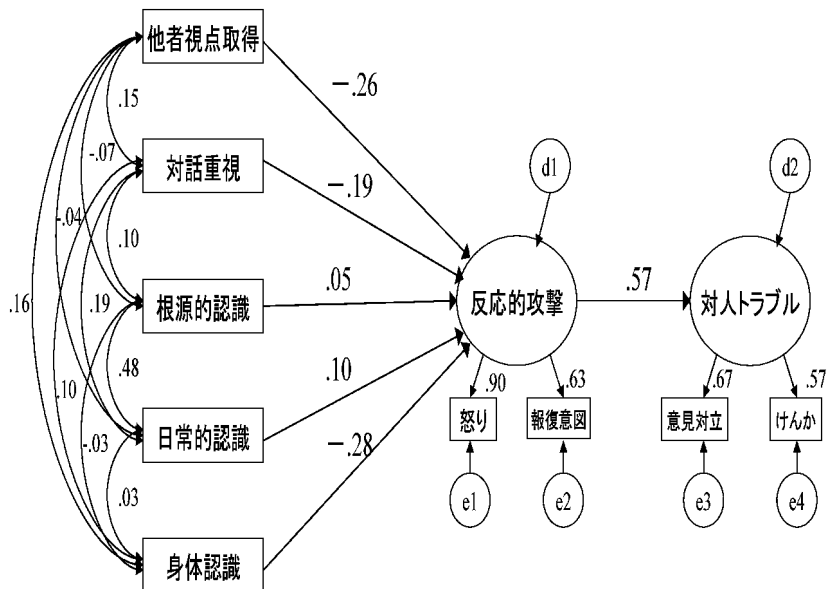 他者視点取得
対話重視
根源的認識
日常的認識
身体認識
.15
-.07
-.04
.16
.10
.19
.48
.10
-.03
.03
－.26
－.19
.05
.10
－.28
d1
反応的攻撃
.90
.63
怒り
報復意図
e1
e2
.57
d2
対人トラブル
.67
.57
意見対立
けんか
e3
e4